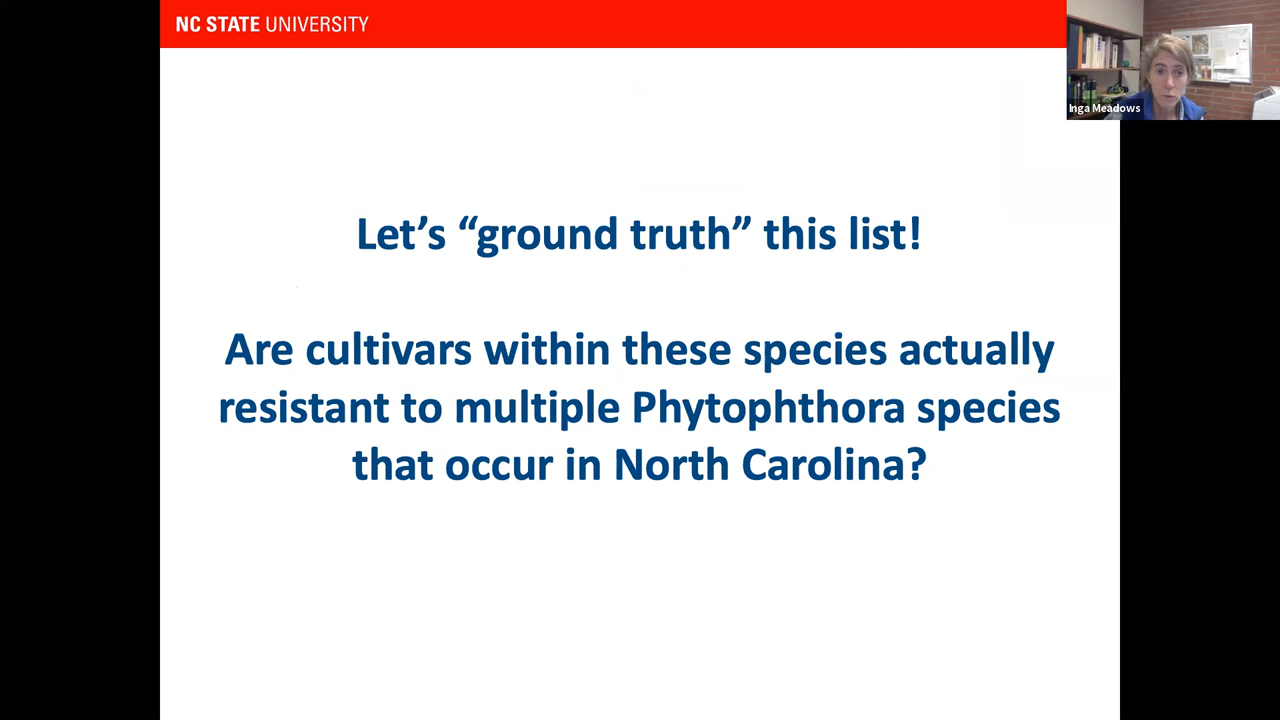 NC STATE UNIVERSITY
Inga Meadows
Let's “ground truth” this list!
Are cultivars within these species actually
resistant to multiple Phytophthora species
that occur in North Carolina?